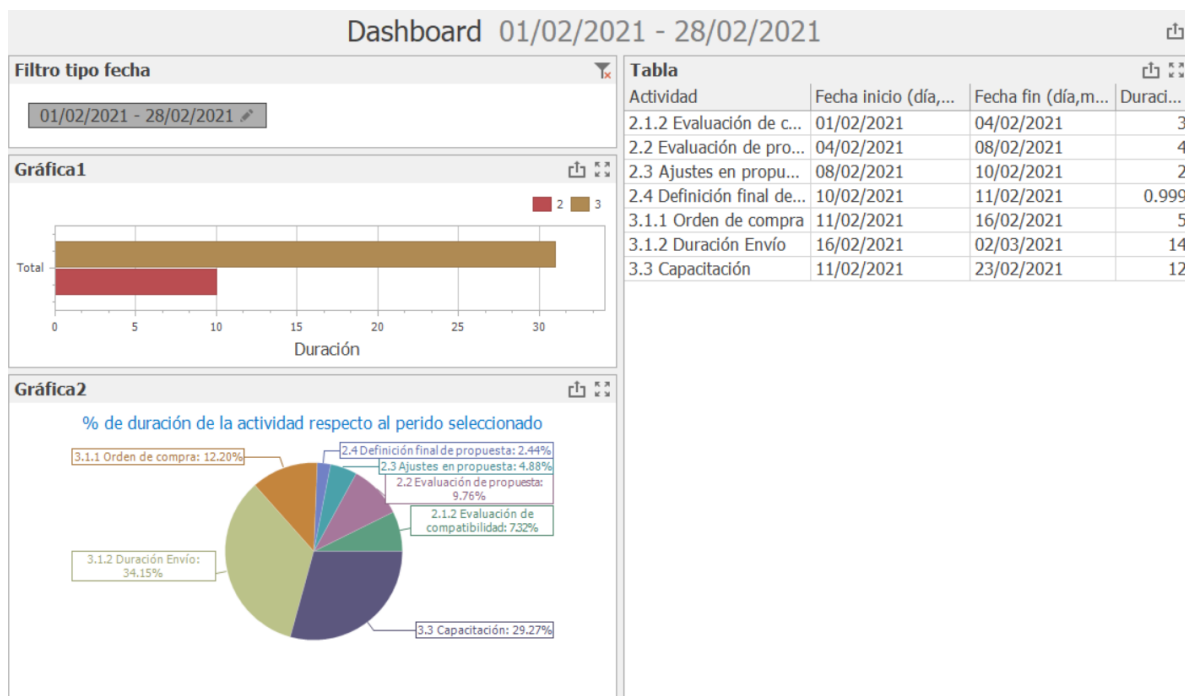 Dashboard 01/02/2021 - 28/02/2021
Filtro tipo fecha
01/02/2021 - 28/02/2021
Gráfica1
2 3
Total
0 5 10 15 20 25 30
Duración
Gráfica2
% de duración de la actividad respecto al perido seleccionado
2.4 Definición final de propuesta: 2.44%
3.1.1 Orden de compra: 12.20%
2.3 Ajustes en propuesta: 4.88%
2.2 Evaluación de propuesta:
9.76%
2.1.2 Evaluación de
compatibilidad: 7.32%
3.1.2 Duración Envío:
34.15%
3.3 Capacitación: 29.27%
Tabla
Actividad Fecha inicio (día,... Fecha fin (día,m... Duraci...
2.1.2 Evaluación de c... 01/02/2021 04/02/2021 3
2.2 Evaluación de pro... 04/02/2021 08/02/2021 4
2.3 Ajustes en propu... 08/02/2021 10/02/2021 2
2.4 Definición final de... 10/02/2021 11/02/2021 0.999
3.1.1 Orden de compra 11/02/2021 16/02/2021 5
3.1.2 Duración Envío 16/02/2021 02/03/2021 14
3.3 Capacitación 11/02/2021 23/02/2021 12